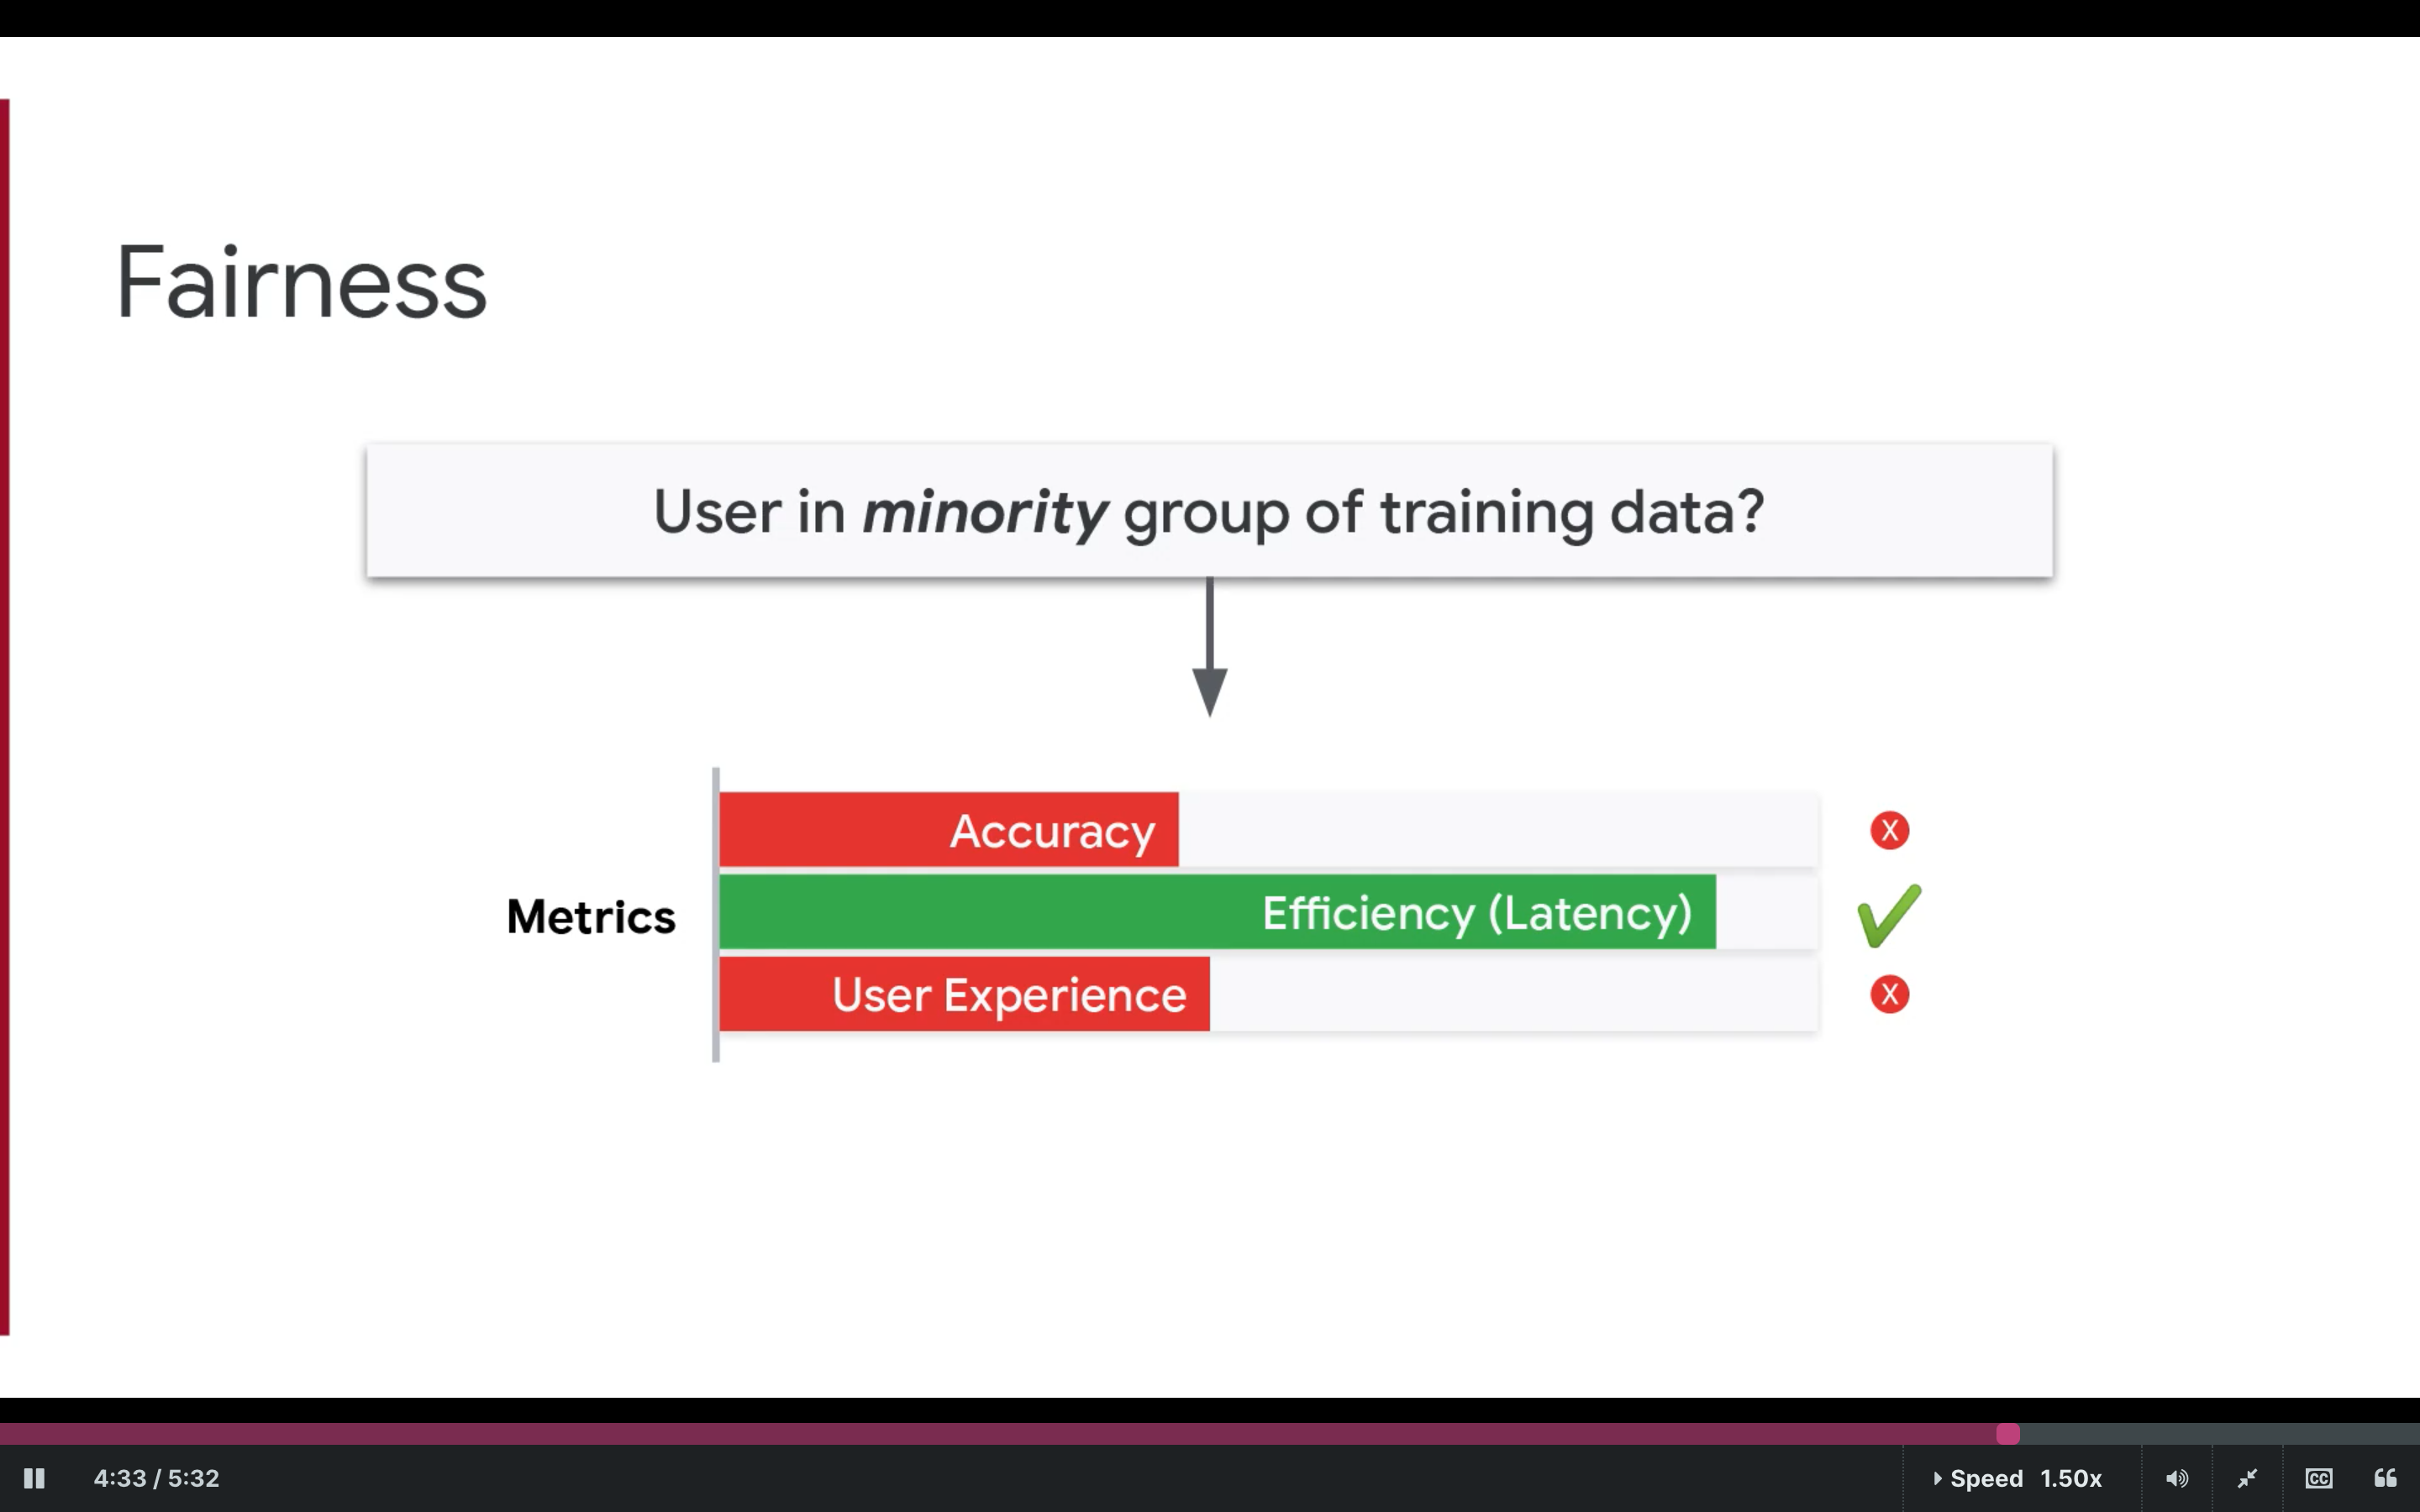 Fairness
User in minority group of training data?
Accuracy
X
Metrics
Efficiency (Latency)
User Experience
X
4:33 / 5:32
Speed 1.50x
CC